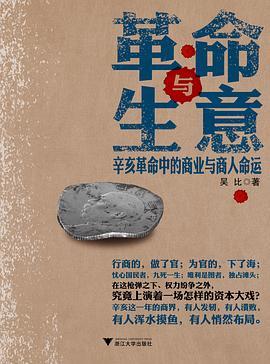 革命
与
生意
辛亥革命中的商业与商人命运
吴 比◎著
行商的，做了官；为官的，下了海；
忧心国民者，九死一生；唯利是图者，独占滩头；
在这枪弹之下、权力纷争之外，
究竟上演着一场怎样的资本大戏？
辛亥这一年的商界，有人发轫，有人溃败，
有人浑水摸鱼，有人悄然布局。
浙江大学出版社